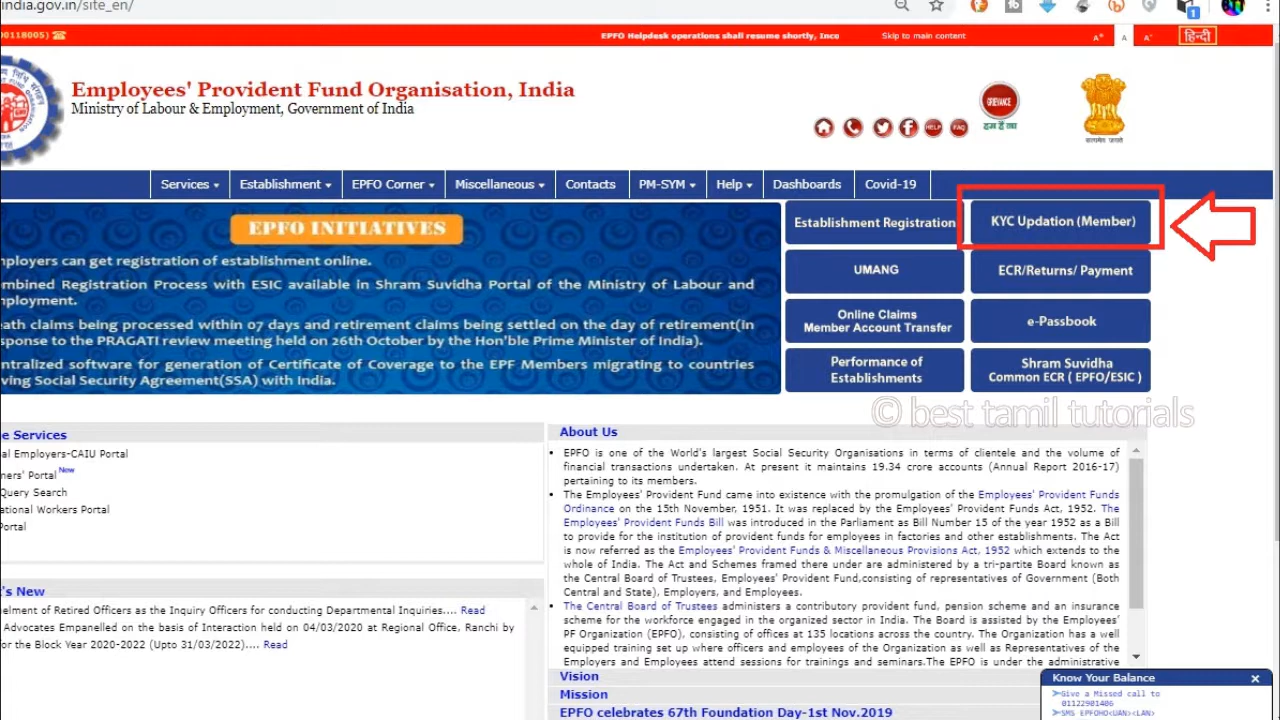 india.gov.in/site_en/
00118005) ☎
EPFO Helpdesk operations shall resume shortly, Inco
Skip to main content
A A A
हिन्दी
Employees' Provident Fund Organisation, India
Ministry of Labour & Employment, Government of India
GRIEVANCE
हम हैं ना
HELP FAQ
सत्यमेव जयते
Services Establishment EPFO Corner Miscellaneous Contacts PM-SYM Help Dashboards Covid-19
EPFO INITIATIVES
mployers can get registration of establishment online.
mbined Registration Process with ESIC available in Shram Suvidha Portal of the Ministry of Labour and
mployment.
eath claims being processed within 07 days and retirement claims being settled on the day of retirement(In
sponse to the PRAGATI review meeting held on 26th October by the Hon'ble Prime Minister of India).
ntralized software for generation of Certificate of Coverage to the EPF Members migrating to countries
ving Social Security Agreement(SSA) with India.
Establishment Registration
KYC Updation (Member)
UMANG
ECR/Returns/ Payment
Online Claims
Member Account Transfer
e-Passbook
Performance of
Establishments
Shram Suvidha
Common ECR ( EPFO/ESIC )
© best tamil tutorials
e Services
al Employers-CAIU Portal
ners' Portal New
Query Search
ational Workers Portal
Portal
's New
elment of Retired Officers as the Inquiry Officers for conducting Departmental Inquiries.... Read
Advocates Empanelled on the basis of Interaction held on 04/03/2020 at Regional Office, Ranchi by
or the Block Year 2020-2022 (Upto 31/03/2022).... Read
About Us
EPFO is one of the World's largest Social Security Organisations in terms of clientele and the volume of
financial transactions undertaken. At present it maintains 19.34 crore accounts (Annual Report 2016-17)
pertaining to its members.
The Employees' Provident Fund came into existence with the promulgation of the Employees' Provident Funds
Ordinance on the 15th November, 1951. It was replaced by the Employees' Provident Funds Act, 1952. The
Employees' Provident Funds Bill was introduced in the Parliament as Bill Number 15 of the year 1952 as a Bill
to provide for the institution of provident funds for employees in factories and other establishments. The Act
is now referred as the Employees' Provident Funds & Miscellaneous Provisions Act, 1952 which extends to the
whole of India. The Act and Schemes framed there under are administered by a tri-partite Board known as
the Central Board of Trustees, Employees' Provident Fund,consisting of representatives of Government (Both
Central and State), Employers, and Employees.
The Central Board of Trustees administers a contributory provident fund, pension scheme and an insurance
scheme for the workforce engaged in the organized sector in India. The Board is assisted by the Employees'
PF Organization (EPFO), consisting of offices at 135 locations across the country. The Organization has a well
equipped training set up where officers and employees of the Organization as well as Representatives of the
Employers and Employees attend sessions for trainings and seminars.The EPFO is under the administrative
Vision
Mission
EPFO celebrates 67th Foundation Day-1st Nov.2019
Know Your Balance
Give a Missed call to
01122901406
SMS EPFOHO<UAN><LAN>